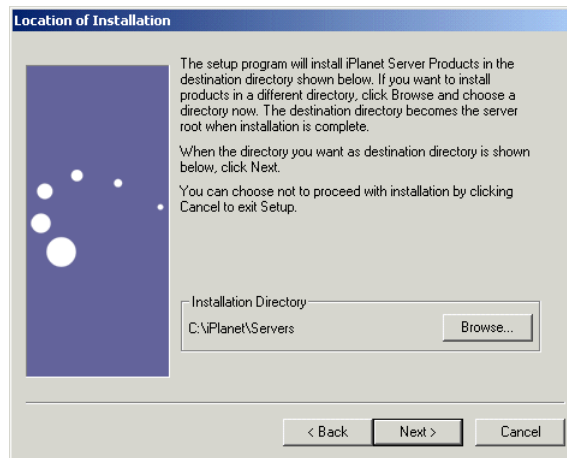 Location of Installation
The setup program will install iPlanet Server Products in the
destination directory shown below. If you want to install
products in a different directory, click Browse and choose a
directory now. The destination directory becomes the server
root when installation is complete.
When the directory you want as destination directory is shown
below, click Next.
You can choose not to proceed with installation by clicking
Cancel to exit Setup.
Installation Directory
C:\iPlanet\Servers
Browse...
< Back
Next >
Cancel